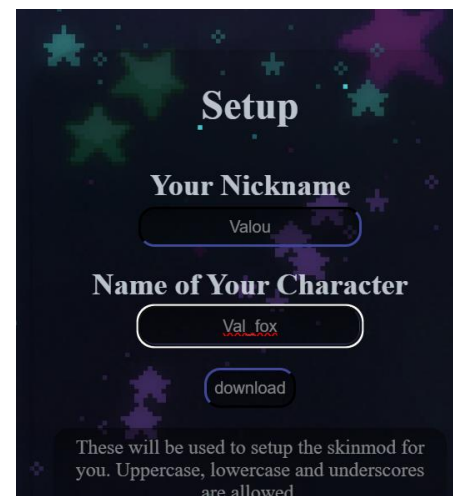 Setup
Your Nickname
Valou
Name of Your Character
Val_fox
download
These will be used to setup the skinmod for
you. Uppercase, lowercase and underscores
are allowed